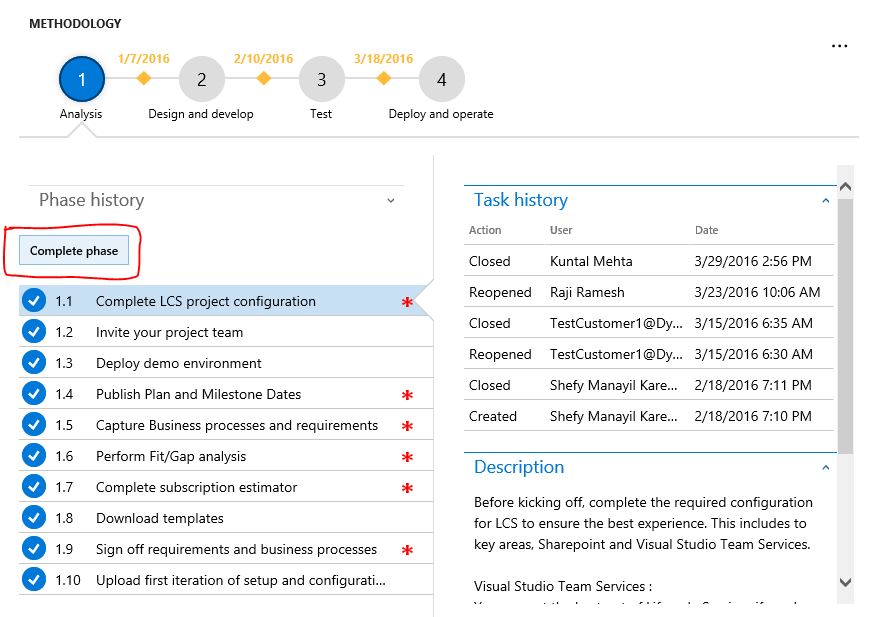 METHODOLOGY
...
1/7/2016 2/10/2016 3/18/2016
1 2 3 4
Analysis Design and develop Test Deploy and operate
Phase history
Complete phase
1.1 Complete LCS project configuration *
1.2 Invite your project team
1.3 Deploy demo environment
1.4 Publish Plan and Milestone Dates *
1.5 Capture Business processes and requirements *
1.6 Perform Fit/Gap analysis *
1.7 Complete subscription estimator *
1.8 Download templates
1.9 Sign off requirements and business processes *
1.10 Upload first iteration of setup and configurati...
Task history
Action User Date
Closed Kuntal Mehta 3/29/2016 2:56 PM
Reopened Raji Ramesh 3/23/2016 10:06 AM
Closed TestCustomer1@Dy... 3/15/2016 6:35 AM
Reopened TestCustomer1@Dy... 3/15/2016 6:30 AM
Closed Shefy Manayil Kare... 2/18/2016 7:11 PM
Created Shefy Manayil Kare... 2/18/2016 7:10 PM
Description
Before kicking off, complete the required configuration
for LCS to ensure the best experience. This includes to
key areas, Sharepoint and Visual Studio Team Services.
Visual Studio Team Services :